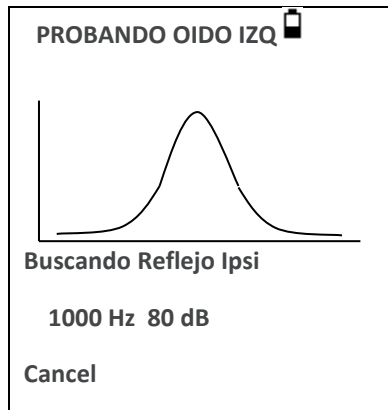 PROBANDO OIDO IZQ
Buscando Reflejo Ipsi
1000 Hz 80 dB
Cancel